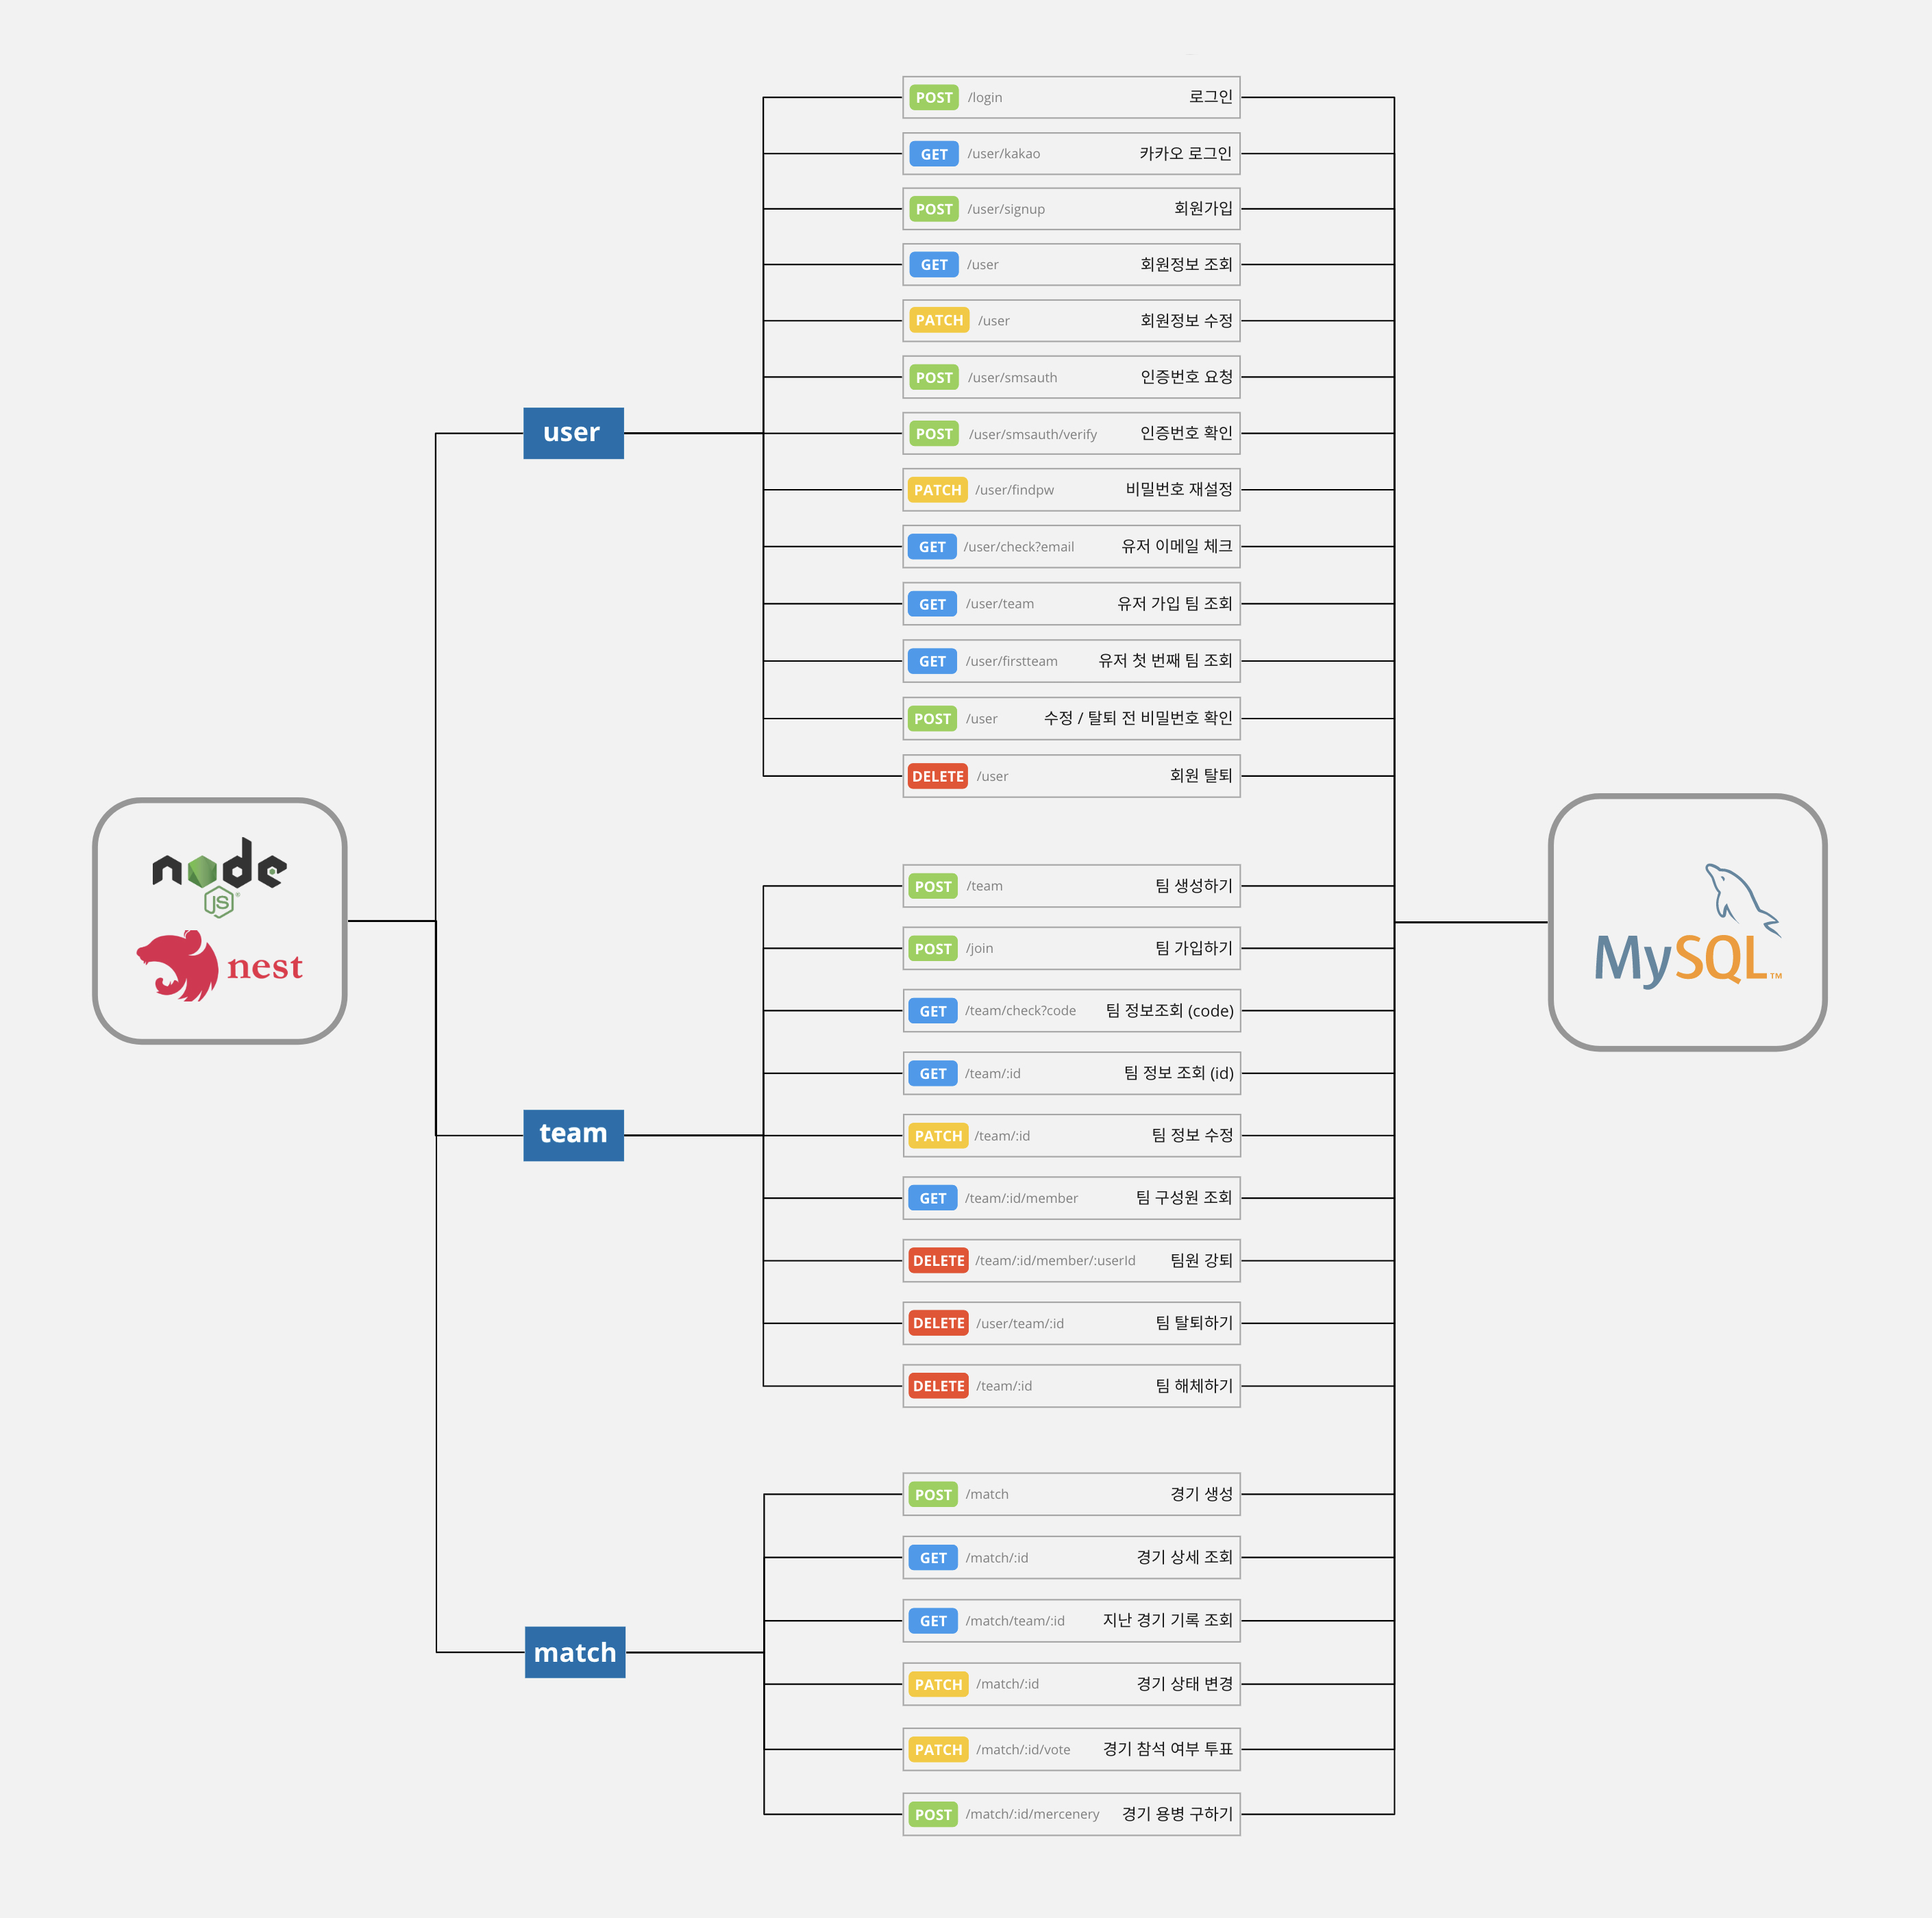 POST /login 로그인
GET /user/kakao 카카오 로그인
POST /user/signup 회원가입
GET /user 회원정보 조회
PATCH /user 회원정보 수정
POST /user/smsauth 인증번호 요청
user
POST /user/smsauth/verify 인증번호 확인
PATCH /user/findpw 비밀번호 재설정
GET /user/check?email 유저 이메일 체크
GET /user/team 유저 가입 팀 조회
GET /user/firstteam 유저 첫 번째 팀 조회
POST /user 수정 / 탈퇴 전 비밀번호 확인
DELETE /user 회원 탈퇴
node
JS®
nest
MySQL™
POST /team 팀 생성하기
POST /join 팀 가입하기
GET /team/check?code 팀 정보조회 (code)
GET /team/:id 팀 정보 조회 (id)
team
PATCH /team/:id 팀 정보 수정
GET /team/:id/member 팀 구성원 조회
DELETE /team/:id/member/:userId 팀원 강퇴
DELETE /user/team/:id 팀 탈퇴하기
DELETE /team/:id 팀 해체하기
POST /match 경기 생성
GET /match/:id 경기 상세 조회
GET /match/team/:id 지난 경기 기록 조회
match
PATCH /match/:id 경기 상태 변경
PATCH /match/:id/vote 경기 참석 여부 투표
POST /match/:id/mercenery 경기 용병 구하기